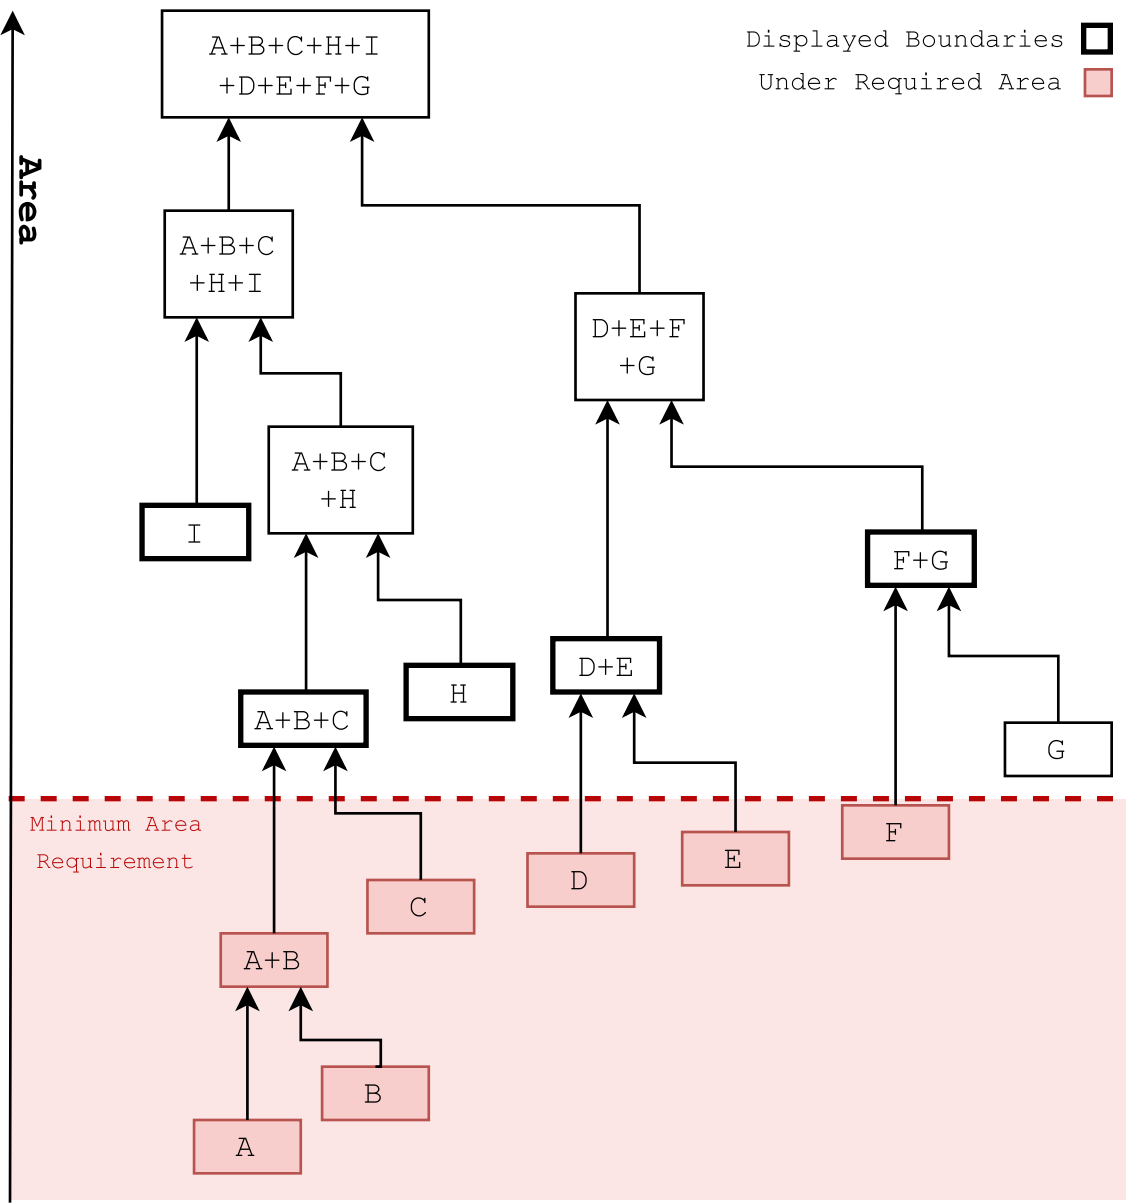 A+B+C+H+I
+D+E+F+G
Displayed Boundaries
Under Required Area
Area
A+B+C
+H+I
D+E+F
+G
A+B+C
+H
I
F+G
D+E
H
A+B+C
G
Minimum Area
Requirement
F
E
D
C
A+B
B
A